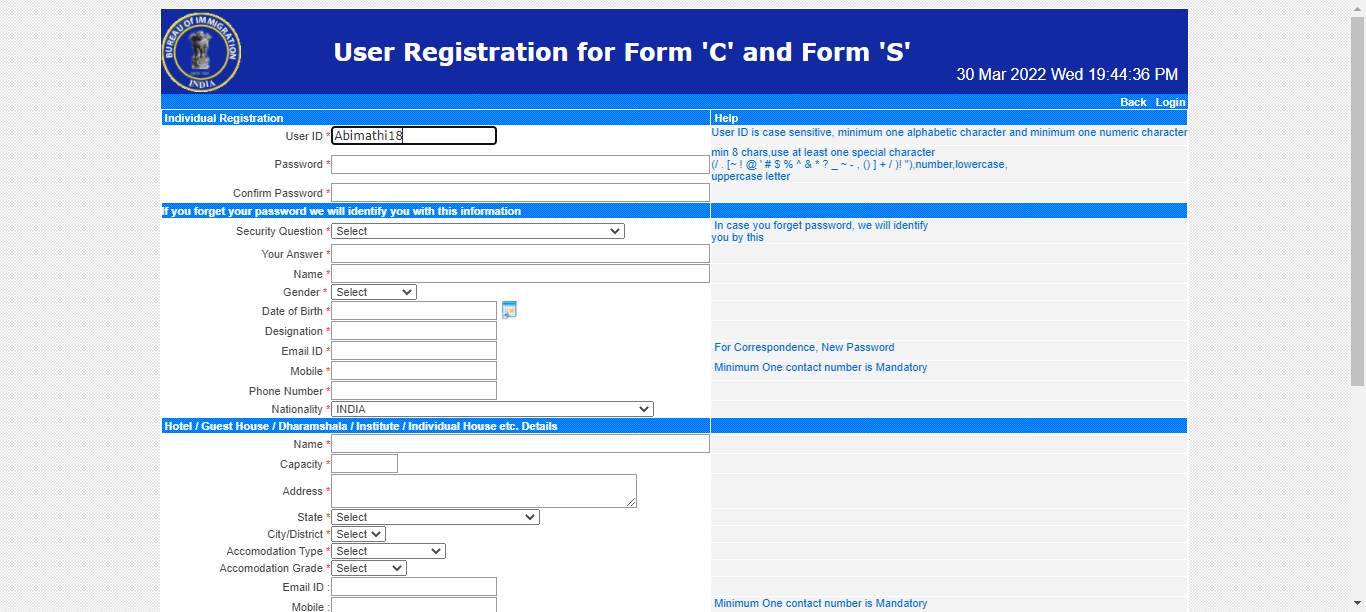 BUREAU OF IMMIGRATION
INDIA
User Registration for Form 'C' and Form 'S'
30 Mar 2022 Wed 19:44:36 PM
Back Login
Individual Registration Help
User ID * Abimathi18 User ID is case sensitive, minimum one alphabetic character and minimum one numeric character
Password * min 8 chars,use at least one special character
(/ . [~ ! @ ' # $ % ^ & * ? _ ~ - , () ] + / )! "),number,lowercase,
uppercase letter
Confirm Password *
If you forget your password we will identify you with this information
Security Question * Select In case you forget password, we will identify
you by this
Your Answer *
Name *
Gender * Select
Date of Birth *
Designation *
Email ID * For Correspondence, New Password
Mobile * Minimum One contact number is Mandatory
Phone Number *
Nationality * INDIA
Hotel / Guest House / Dharamshala / Institute / Individual House etc. Details
Name *
Capacity *
Address *
State * Select
City/District * Select
Accomodation Type * Select
Accomodation Grade * Select
Email ID :
Mobile : Minimum One contact number is Mandatory